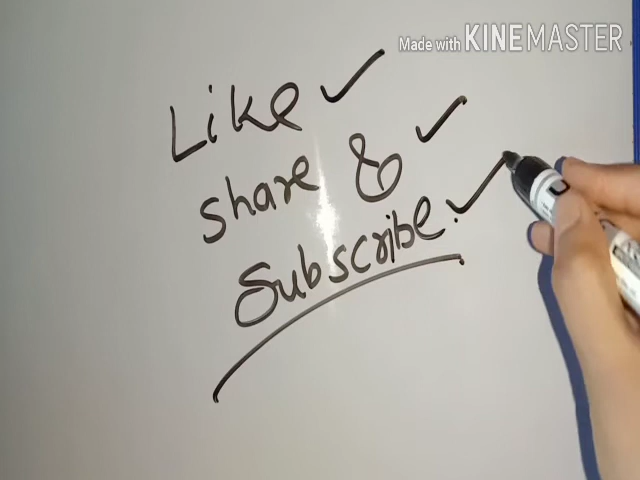 Made with KINEMASTER
Like ✓
Share & ✓
Subscribe. ✓